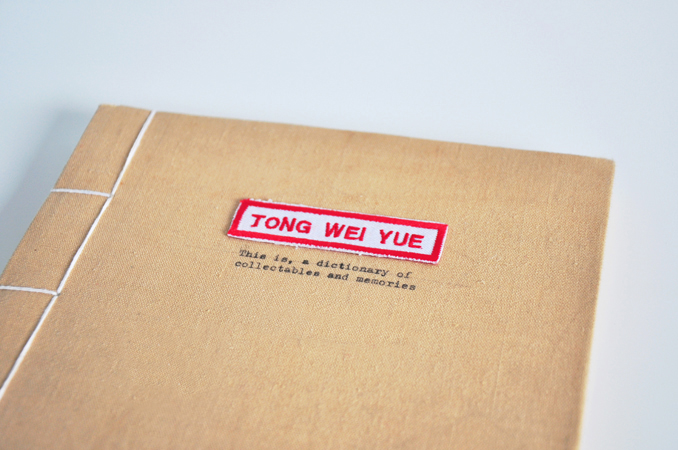 TONG WEI YUE
This is, a dictionary of
collectables and memories